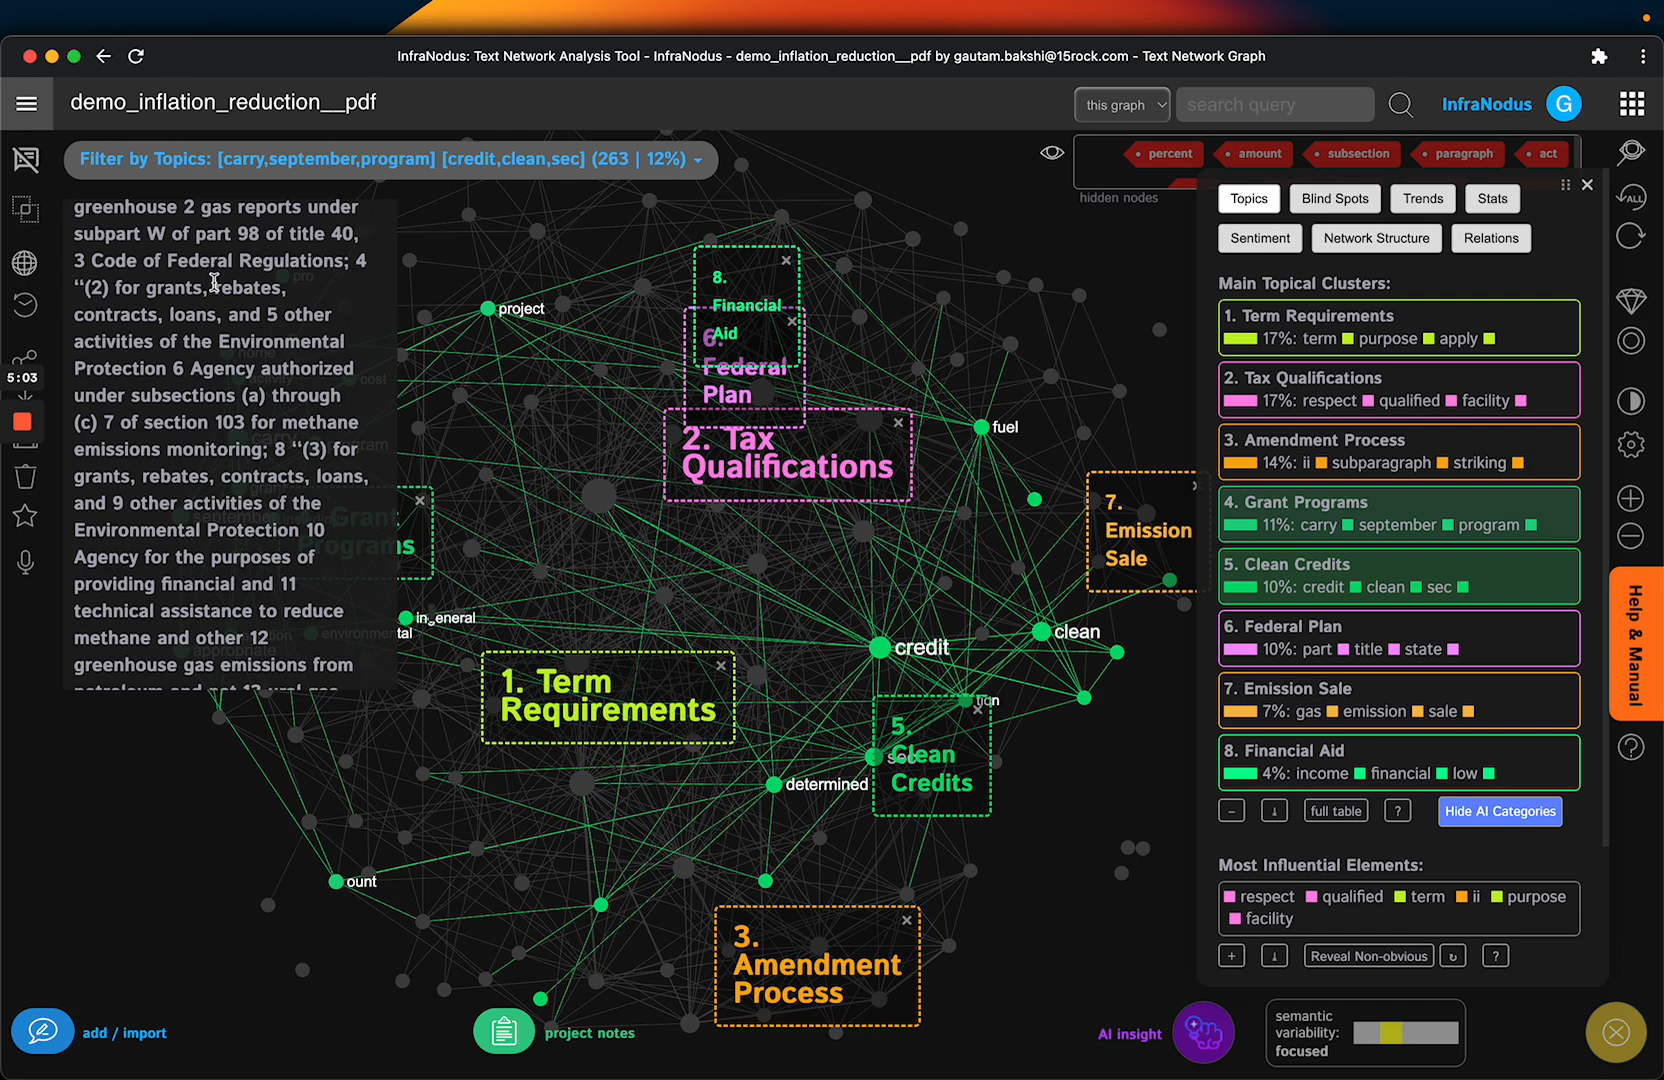 InfraNodus: Text Network Analysis Tool - InfraNodus - demo_inflation_reduction__pdf by gautam.bakshi@15rock.com - Text Network Graph
demo_inflation_reduction__pdf
this graph
search query
InfraNodus
G
Filter by Topics: [carry,september,program] [credit,clean,sec] (263 | 12%)
percent
amount
subsection
paragraph
act
hidden nodes
greenhouse 2 gas reports under
subpart W of part 98 of title 40,
3 Code of Federal Regulations; 4
“(2) for grants, rebates,
contracts, loans, and 5 other
activities of the Environmental
Protection 6 Agency authorized
under subsections (a) through
(c) 7 of section 103 for methane
emissions monitoring; 8 “(3) for
grants, rebates, contracts, loans,
and 9 other activities of the
Environmental Protection 10
Agency for the purposes of
providing financial and 11
technical assistance to reduce
methane and other 12
greenhouse gas emissions from
5:03
project
8.
Financial
Aid
6.
Federal
Plan
2. Tax
Qualifications
fuel
7.
Emission
Sale
Grant
Programs
clean
credit
1. Term
Requirements
5.
Clean
Credits
sec
determined
ount
3.
Amendment
Process
Topics
Blind Spots
Trends
Stats
Sentiment
Network Structure
Relations
Main Topical Clusters:
1. Term Requirements
17%: term purpose apply
2. Tax Qualifications
17%: respect qualified facility
3. Amendment Process
14%: ii subparagraph striking
4. Grant Programs
11%: carry september program
5. Clean Credits
10%: credit clean sec
6. Federal Plan
10%: part title state
7. Emission Sale
7%: gas emission sale
8. Financial Aid
4%: income financial low
full table
?
Hide AI Categories
Most Influential Elements:
respect qualified term ii purpose
facility
+
Reveal Non-obvious
?
Help & Manual
ALL
add / import
project notes
AI insight
semantic
variability:
focused